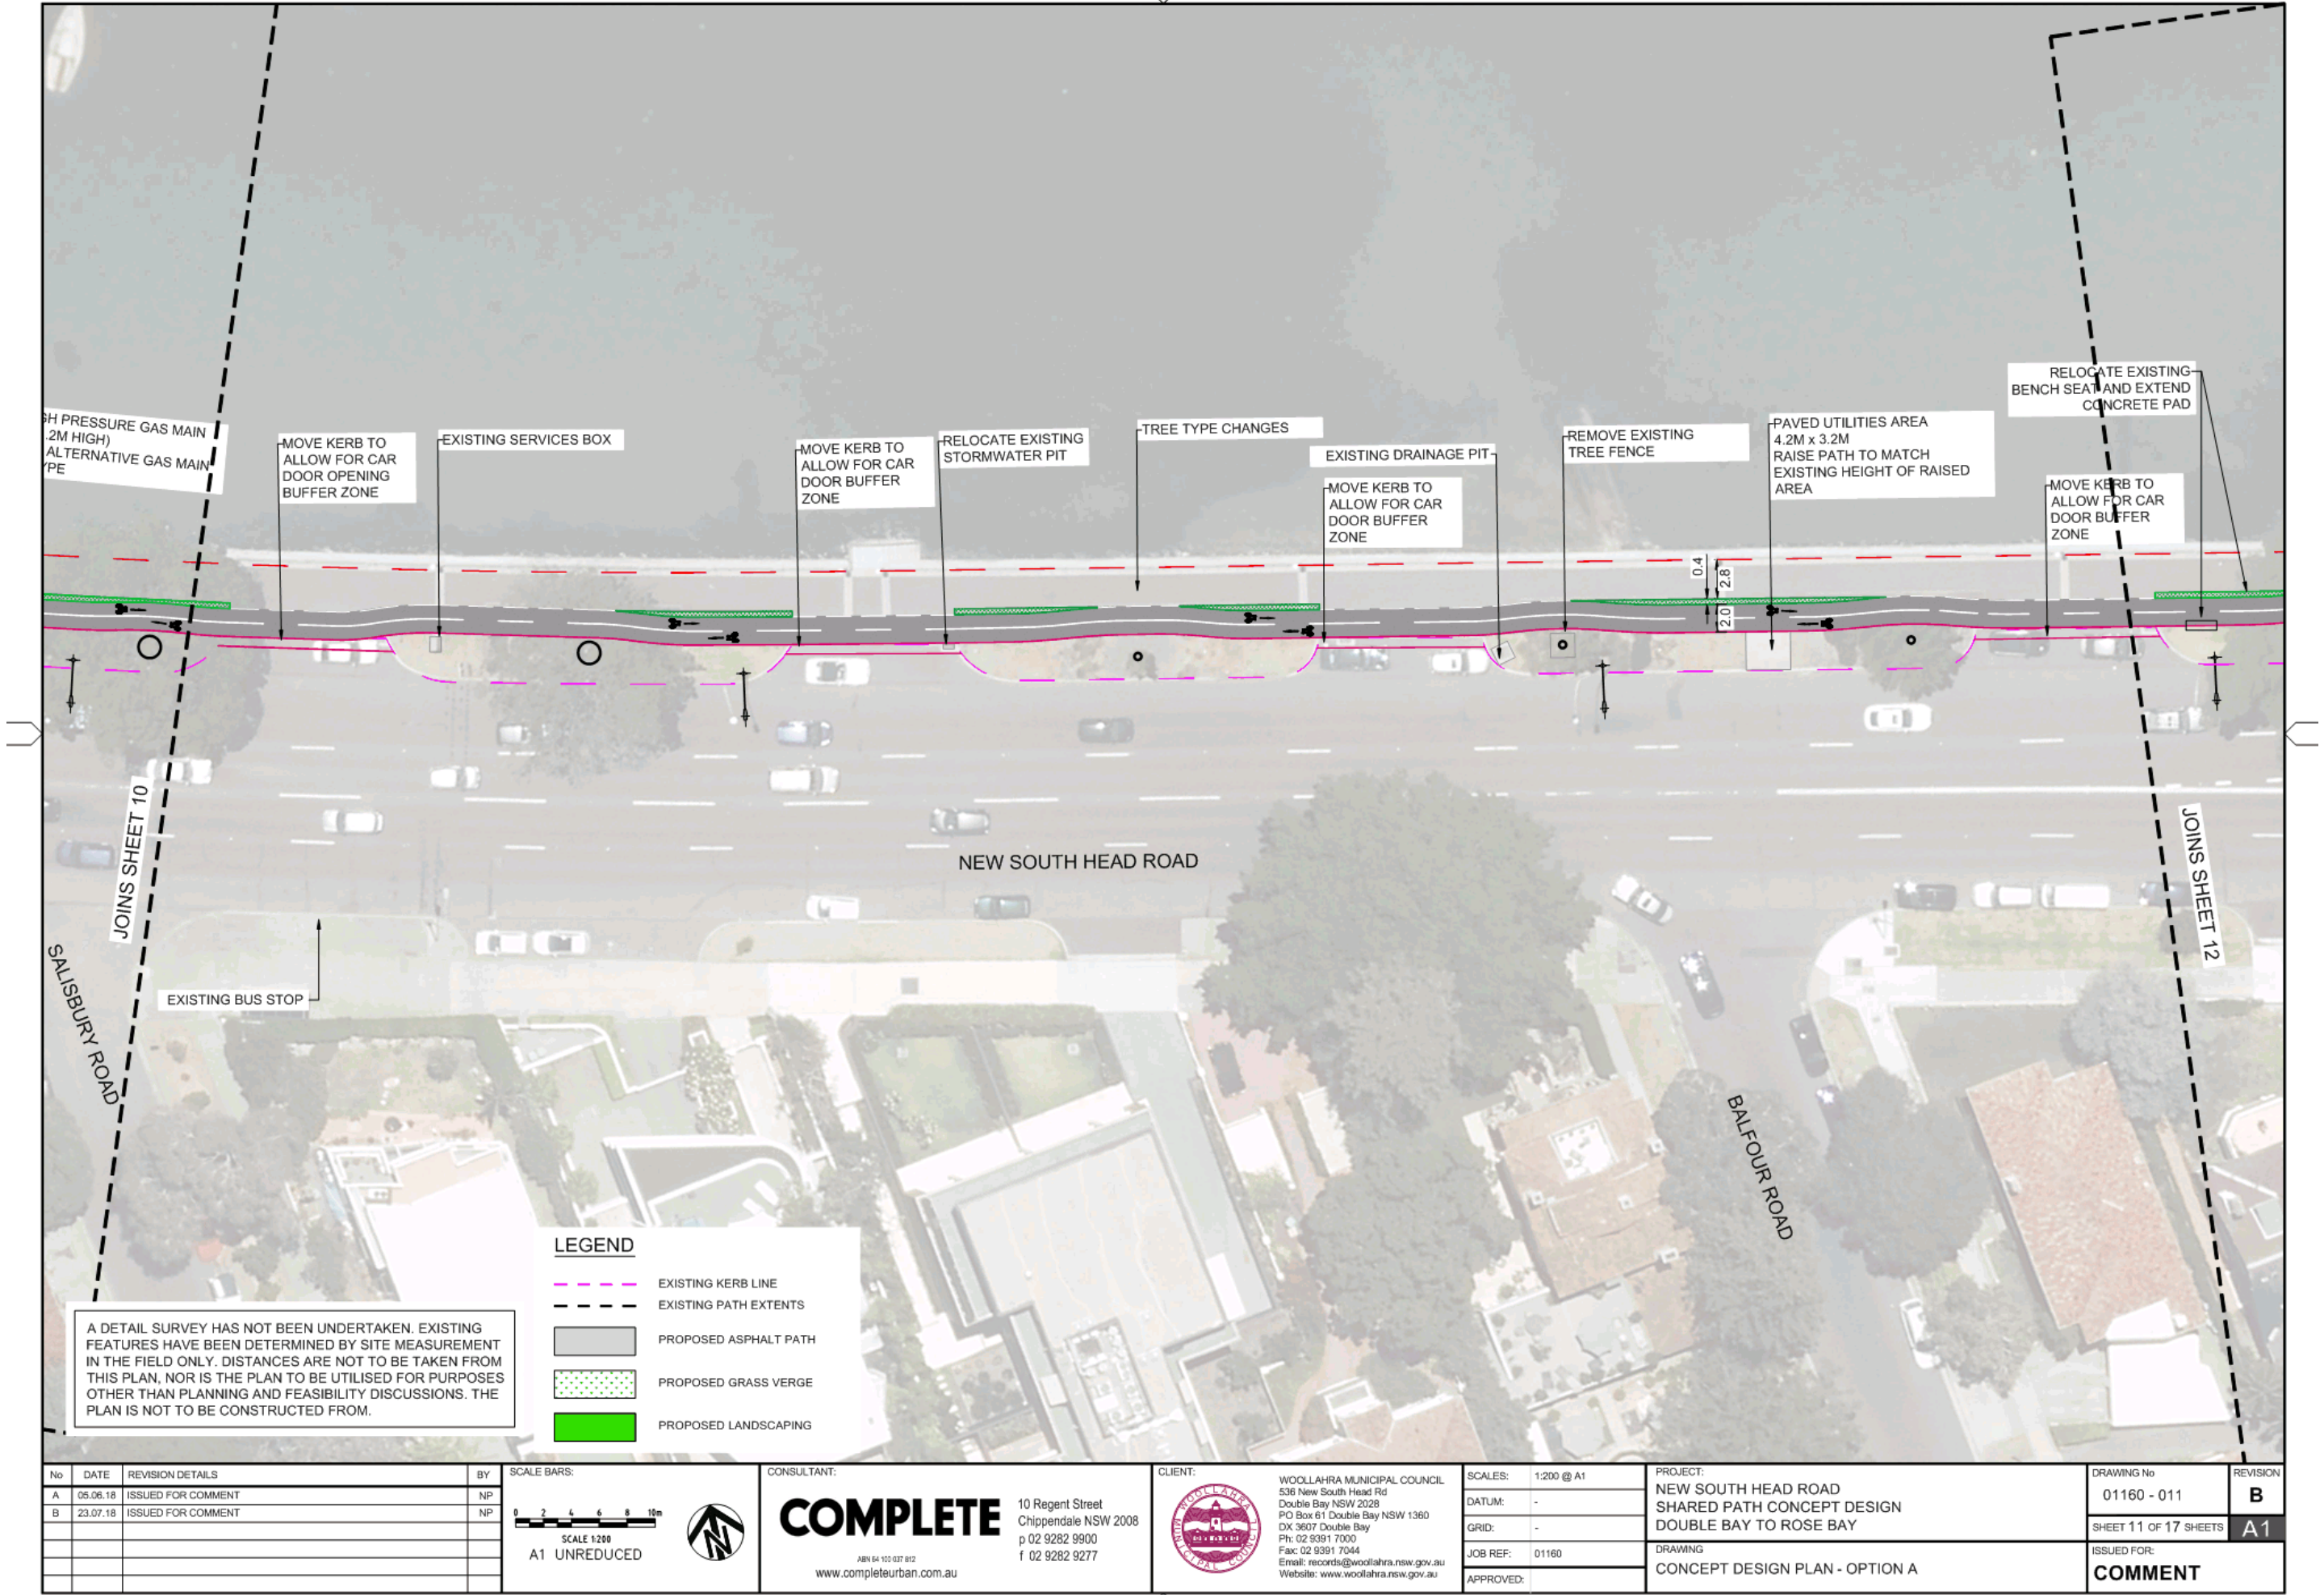 GH PRESSURE GAS MAIN
.2M HIGH)
ALTERNATIVE GAS MAIN
YPE
MOVE KERB TO
ALLOW FOR CAR
DOOR OPENING
BUFFER ZONE
EXISTING SERVICES BOX
MOVE KERB TO
ALLOW FOR CAR
DOOR BUFFER
ZONE
RELOCATE EXISTING
STORMWATER PIT
TREE TYPE CHANGES
EXISTING DRAINAGE PIT
MOVE KERB TO
ALLOW FOR CAR
DOOR BUFFER
ZONE
REMOVE EXISTING
TREE FENCE
PAVED UTILITIES AREA
4.2M x 3.2M
RAISE PATH TO MATCH
EXISTING HEIGHT OF RAISED
AREA
RELOCATE EXISTING
BENCH SEAT AND EXTEND
CONCRETE PAD
MOVE KERB TO
ALLOW FOR CAR
DOOR BUFFER
ZONE
0.4
2.8
2.0
JOINS SHEET 10
NEW SOUTH HEAD ROAD
JOINS SHEET 12
SALISBURY ROAD
EXISTING BUS STOP
BALFOUR ROAD
LEGEND
EXISTING KERB LINE
EXISTING PATH EXTENTS
PROPOSED ASPHALT PATH
PROPOSED GRASS VERGE
PROPOSED LANDSCAPING
A DETAIL SURVEY HAS NOT BEEN UNDERTAKEN. EXISTING
FEATURES HAVE BEEN DETERMINED BY SITE MEASUREMENT
IN THE FIELD ONLY. DISTANCES ARE NOT TO BE TAKEN FROM
THIS PLAN, NOR IS THE PLAN TO BE UTILISED FOR PURPOSES
OTHER THAN PLANNING AND FEASIBILITY DISCUSSIONS. THE
PLAN IS NOT TO BE CONSTRUCTED FROM.
No DATE REVISION DETAILS BY
A 05.06.18 ISSUED FOR COMMENT NP
B 23.07.18 ISSUED FOR COMMENT NP
SCALE BARS:
0 2 4 6 8 10m
SCALE 1:200
A1 UNREDUCED
N
CONSULTANT:
COMPLETE
ABN 64 103 037 812
www.completeurban.com.au
10 Regent Street
Chippendale NSW 2008
p 02 9282 9900
f 02 9282 9277
CLIENT:
WOOLLAHRA
MUNICIPAL COUNCIL
WOOLLAHRA MUNICIPAL COUNCIL
536 New South Head Rd
Double Bay NSW 2028
PO Box 61 Double Bay NSW 1360
DX 3607 Double Bay
Ph: 02 9391 7000
Fax: 02 9391 7044
Email: records@woollahra.nsw.gov.au
Website: www.woollahra.nsw.gov.au
SCALES: 1:200 @ A1
DATUM: -
GRID: -
JOB REF: 01160
APPROVED:
PROJECT:
NEW SOUTH HEAD ROAD
SHARED PATH CONCEPT DESIGN
DOUBLE BAY TO ROSE BAY
DRAWING
CONCEPT DESIGN PLAN - OPTION A
DRAWING No
01160 - 011
REVISION
B
SHEET 11 OF 17 SHEETS
A1
ISSUED FOR:
COMMENT